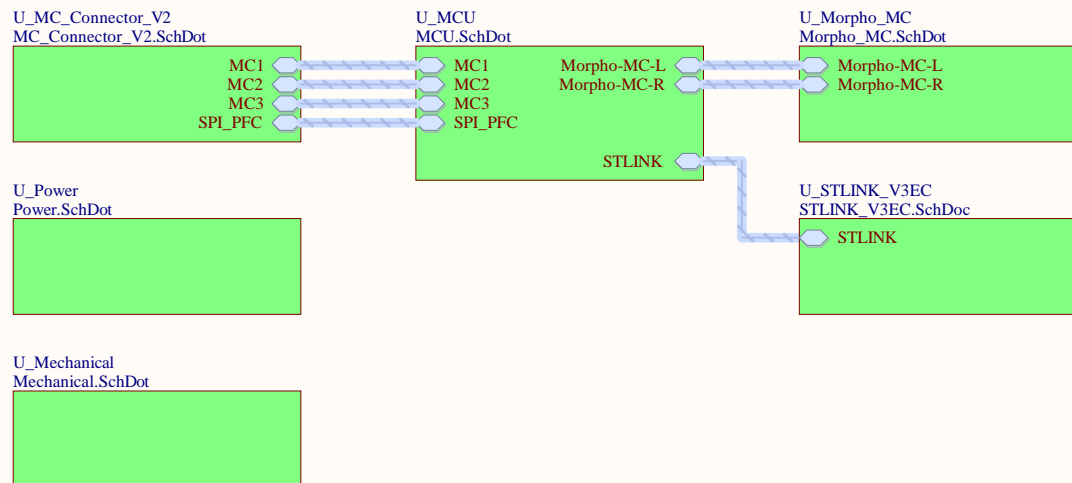 U_MC_Connector_V2
MC_Connector_V2.SchDot
MC1
MC2
MC3
SPI_PFC
U_MCU
MCU.SchDot
MC1
MC2
MC3
SPI_PFC
Morpho-MC-L
Morpho-MC-R
STLINK
U_Morpho_MC
Morpho_MC.SchDot
Morpho-MC-L
Morpho-MC-R
U_Power
Power.SchDot
U_STLINK_V3EC
STLINK_V3EC.SchDoc
STLINK
U_Mechanical
Mechanical.SchDot